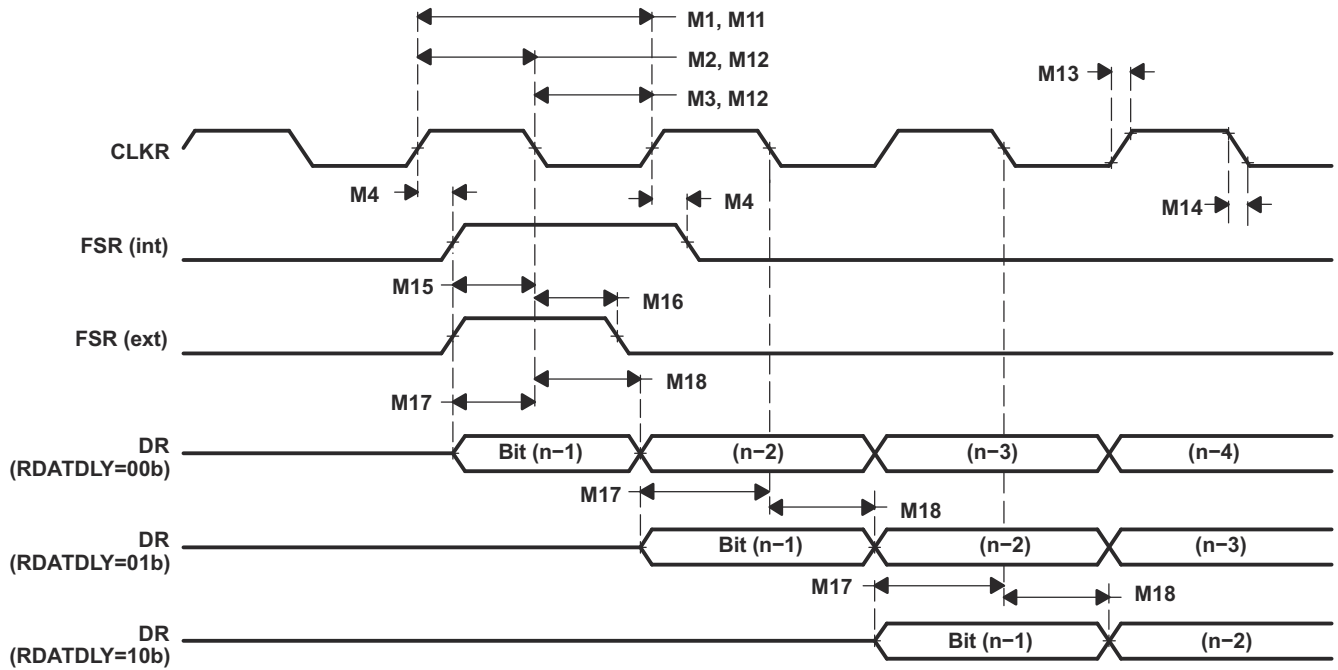 M1, M11
M2, M12
M3, M12
M13
CLKR
M4
M4
M14
FSR (int)
M15
M16
FSR (ext)
M18
M17
DR
(RDATDLY=00b)
Bit (n−1)
(n−2)
(n−3)
(n−4)
M17
M18
DR
(RDATDLY=01b)
Bit (n−1)
(n−2)
(n−3)
M17
M18
DR
(RDATDLY=10b)
Bit (n−1)
(n−2)